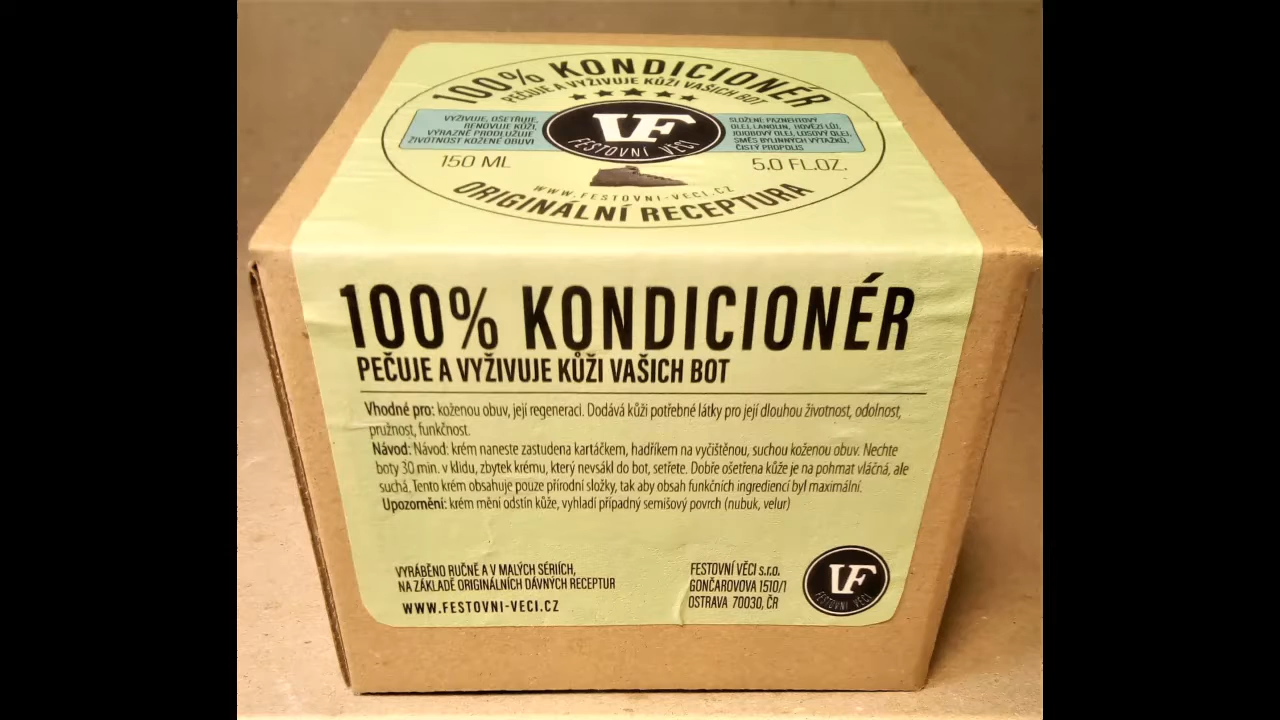 100% KONDICIONÉR
PEČUJE A VYŽIVUJE KŮŽI VAŠICH BOT
VYŽIVUJE, OŠETŘUJE,
RENOVUJE KŮŽI,
VÝRAZNĚ PRODLUŽUJE
ŽIVOTNOST KOŽENÉ OBUVI
VF
FESTOVNÍ VĚCI
SLOŽENÍ: PAZNEHTOVÝ
OLEJ, LANOLIN, HOVĚZÍ LŮJ,
JOJOBOVÝ OLEJ, LOSOVÝ OLEJ,
SMĚS BYLINNÝCH VÝTAŽKŮ,
ČISTÝ PROPOLIS
150 ML
5.0 FL.OZ.
WWW.FESTOVNI-VECI.CZ
ORIGINÁLNÍ RECEPTURA
100% KONDICIONÉR
PEČUJE A VYŽIVUJE KŮŽI VAŠICH BOT
Vhodné pro: koženou obuv, její regeneraci. Dodává kůži potřebné látky pro její dlouhou životnost, odolnost,
pružnost, funkčnost.
Návod: Návod: krém naneste zastudena kartáčkem, hadříkem na vyčištěnou, suchou koženou obuv. Nechte
boty 30 min. v klidu, zbytek krému, který nevsákl do bot, setřete. Dobře ošetřena kůže je na pohmat vláčná, ale
suchá. Tento krém obsahuje pouze přírodní složky, tak aby obsah funkčních ingrediencí byl maximální.
Upozornění: krém mění odstín kůže, vyhladí případný semišový povrch (nubuk, velur)
VYRÁBĚNO RUČNĚ A V MALÝCH SÉRIÍCH,
NA ZÁKLADĚ ORIGINÁLNÍCH DÁVNÝCH RECEPTUR
WWW.FESTOVNI-VECI.CZ
FESTOVNÍ VĚCI s.r.o.
GONČAROVOVA 1510/1
OSTRAVA 70030, ČR
VF
FESTOVNÍ VĚCI